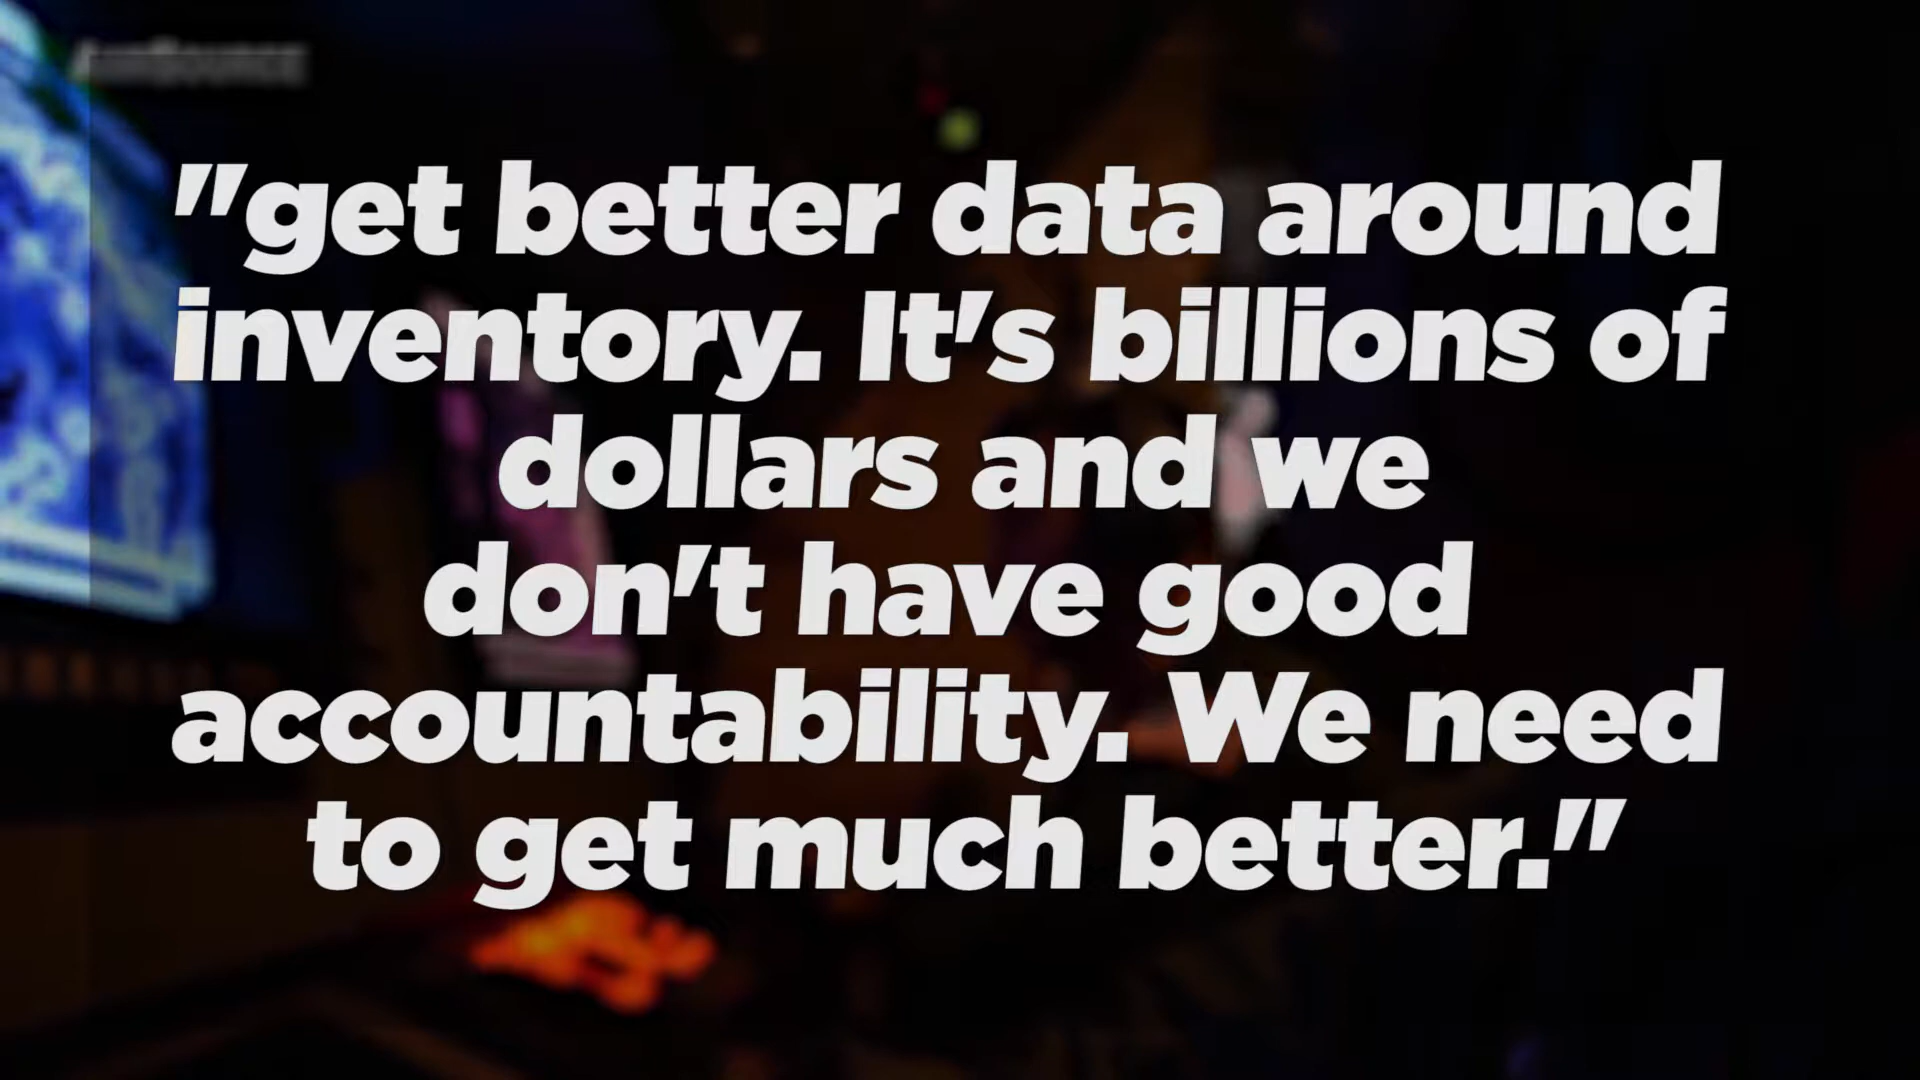 "get better data around
inventory. It's billions of
dollars and we
don't have good
accountability. We need
to get much better."